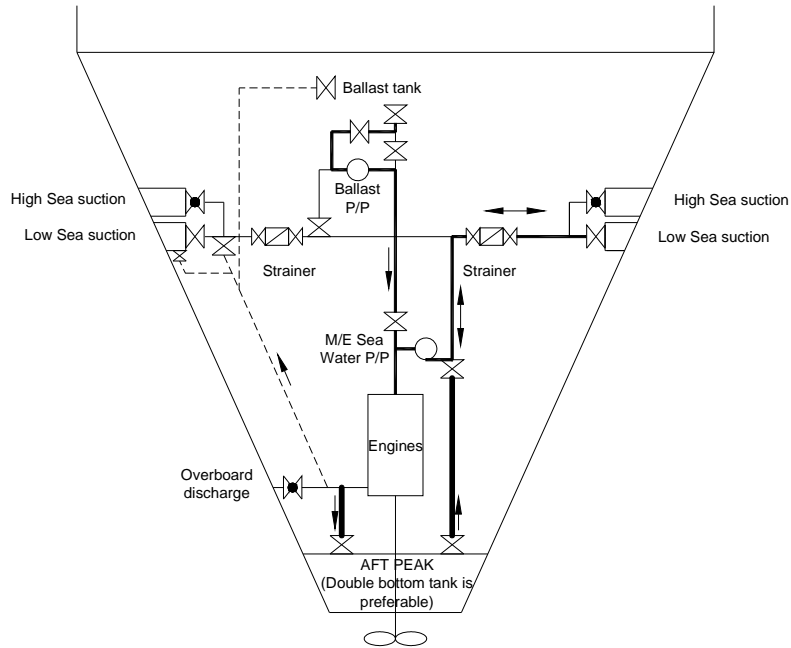 Ballast tank
Ballast
P/P
High Sea suction
High Sea suction
Low Sea suction
Low Sea suction
Strainer
Strainer
M/E Sea
Water P/P
Engines
Overboard
discharge
AFT PEAK
(Double bottom tank is
preferable)